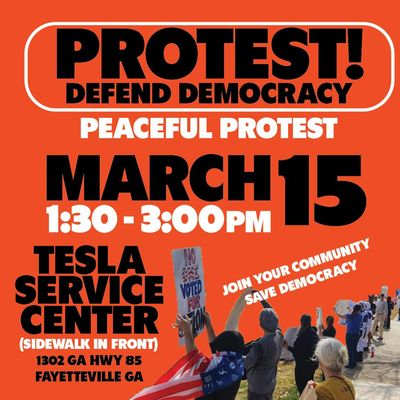 PROTEST!
DEFEND DEMOCRACY
PEACEFUL PROTEST
MARCH 15
1:30 - 3:00PM
TESLA
SERVICE
CENTER
(SIDEWALK IN FRONT)
1302 GA HWY 85
FAYETTEVILLE GA
JOIN YOUR COMMUNITY
SAVE DEMOCRACY
NO
VOTED